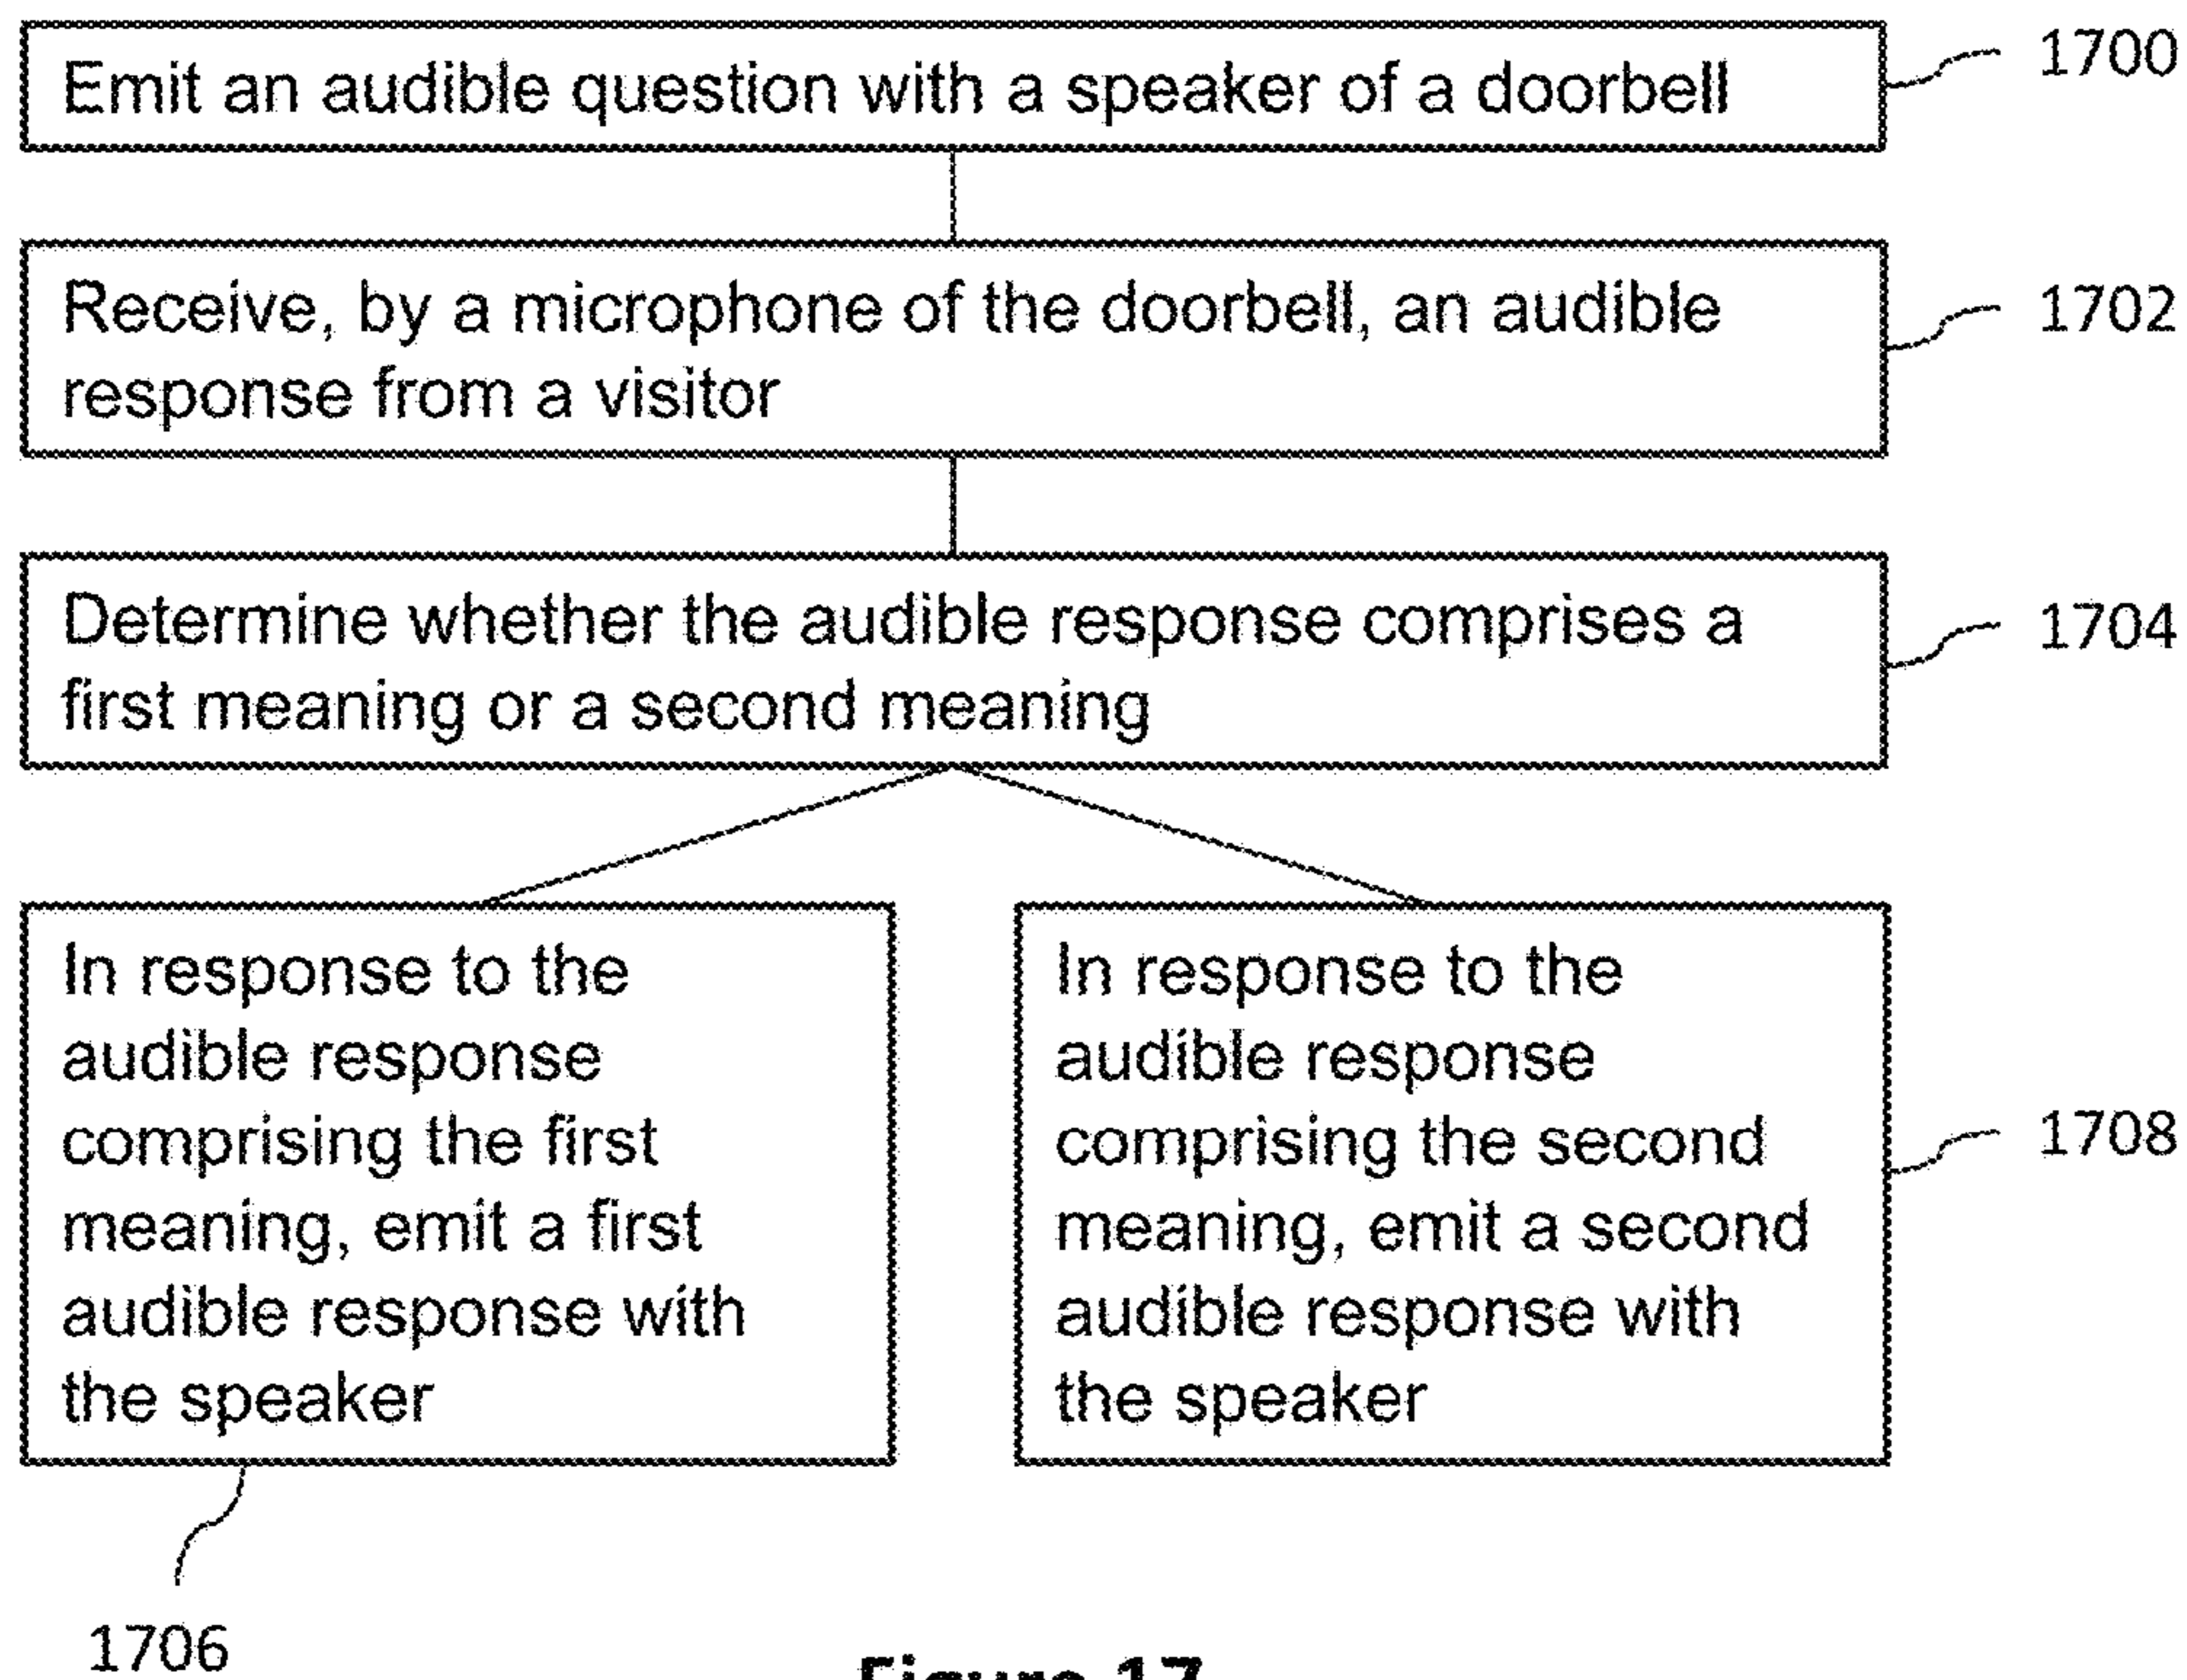 Emit an audible question with a speaker of a doorbell
1700
Receive, by a microphone of the doorbell, an audible
response from a visitor
1702
Determine whether the audible response comprises a
first meaning or a second meaning
1704
In response to the
audible response
comprising the first
meaning, emit a first
audible response with
the speaker
1706
In response to the
audible response
comprising the second
meaning, emit a second
audible response with
the speaker
1708
Figure 17